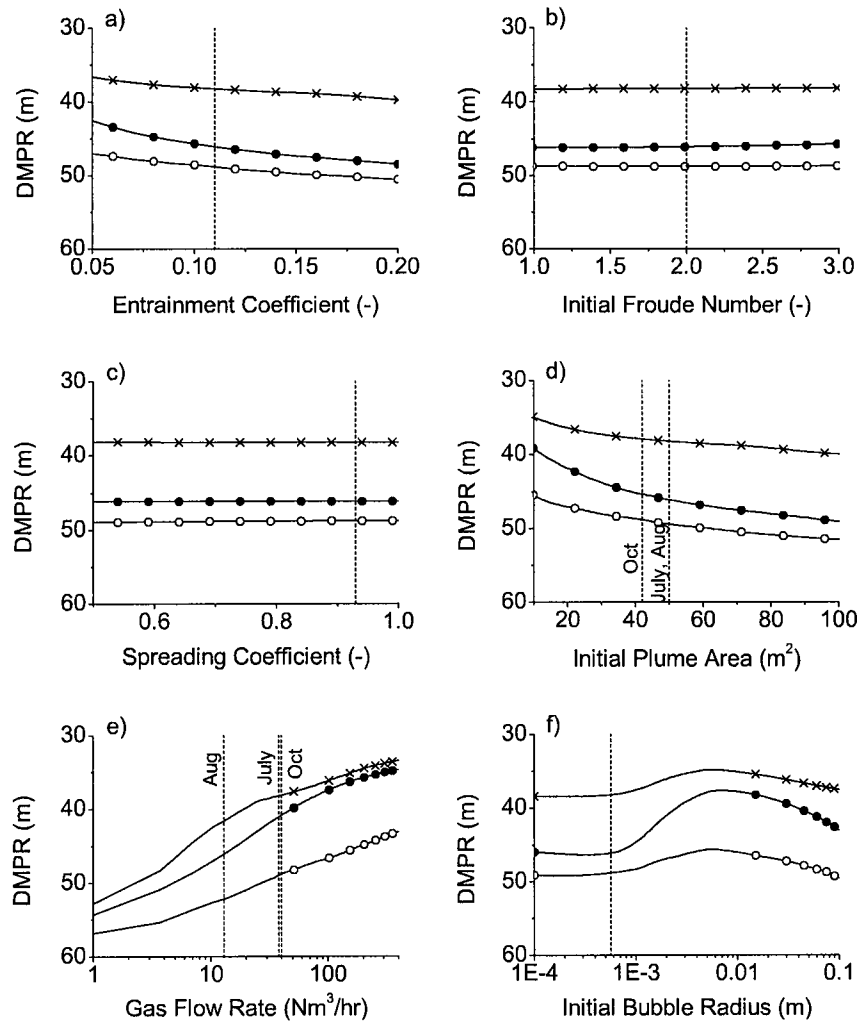 a)
30
40
50
60
DMPR (m)
0.05 0.10 0.15 0.20
Entrainment Coefficient (-)
b)
30
40
50
60
DMPR (m)
1.0 1.5 2.0 2.5 3.0
Initial Froude Number (-)
c)
30
40
50
60
DMPR (m)
0.6 0.8 1.0
Spreading Coefficient (-)
d)
30
40
50
60
DMPR (m)
Oct
July, Aug
20 40 60 80 100
Initial Plume Area (m²)
e)
30
40
50
60
DMPR (m)
Aug
July
Oct
1 10 100
Gas Flow Rate (Nm³/hr)
f)
30
40
50
60
DMPR (m)
1E-4 1E-3 0.01 0.1
Initial Bubble Radius (m)